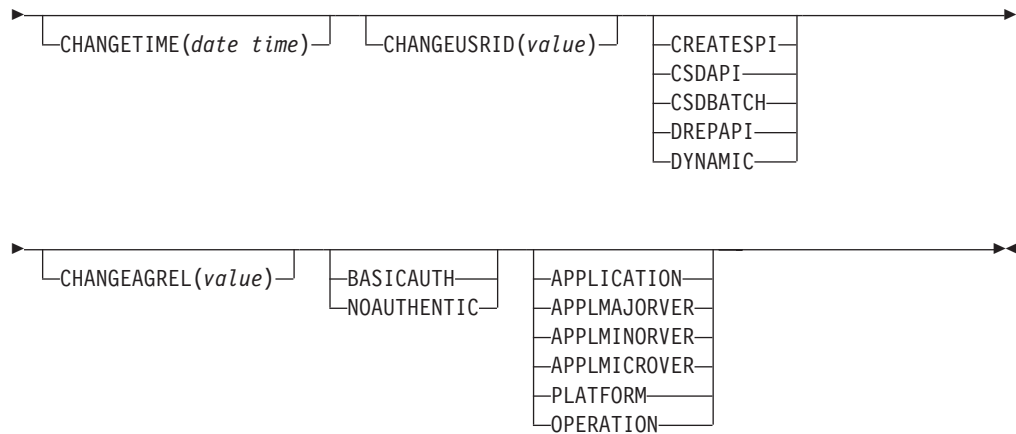 CHANGETIME(date time) CHANGEUSRID(value) CREATESPI
CSDAPI
CSDBATCH
DREPAPI
DYNAMIC
CHANGEAGREL(value) BASICAUTH APPLICATION
NOAUTHENTIC APPLMAJORVER
APPLMINORVER
APPLMICROVER
PLATFORM
OPERATION